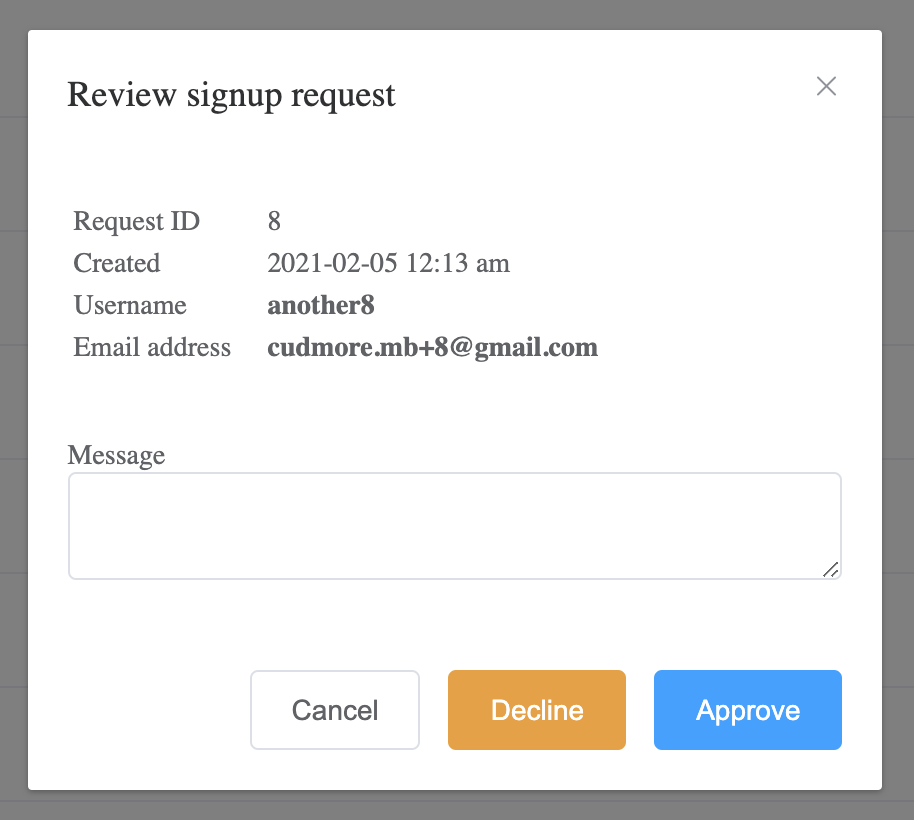 Review signup request
Request ID 8
Created 2021-02-05 12:13 am
Username another8
Email address cudmore.mb+8@gmail.com
Message
Cancel Decline Approve